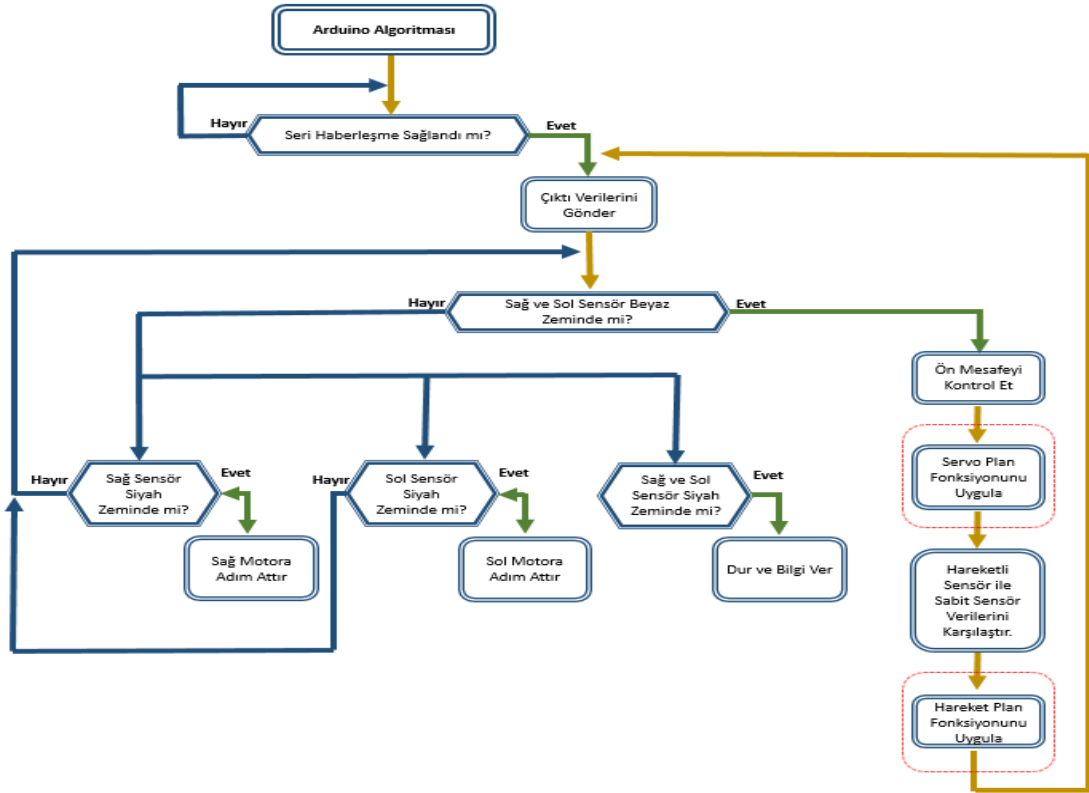 Arduino Algoritması
Hayır
Seri Haberleşme Sağlandı mı?
Evet
Çıktı Verilerini
Gönder
Hayır
Sağ ve Sol Sensör Beyaz
Zeminde mi?
Evet
Ön Mesafeyi
Kontrol Et
Hayır
Sağ Sensör
Siyah
Zeminde mi?
Evet
Hayır
Sol Sensör
Siyah
Zeminde mi?
Evet
Sağ ve Sol
Sensör Siyah
Zeminde mi?
Evet
Servo Plan
Fonksiyonunu
Uygula
Sağ Motora
Adım Attır
Sol Motora
Adım Attır
Dur ve Bilgi Ver
Hareketli
Sensör ile
Sabit Sensör
Verilerini
Karşılaştır.
Hareket Plan
Fonksiyonunu
Uygula